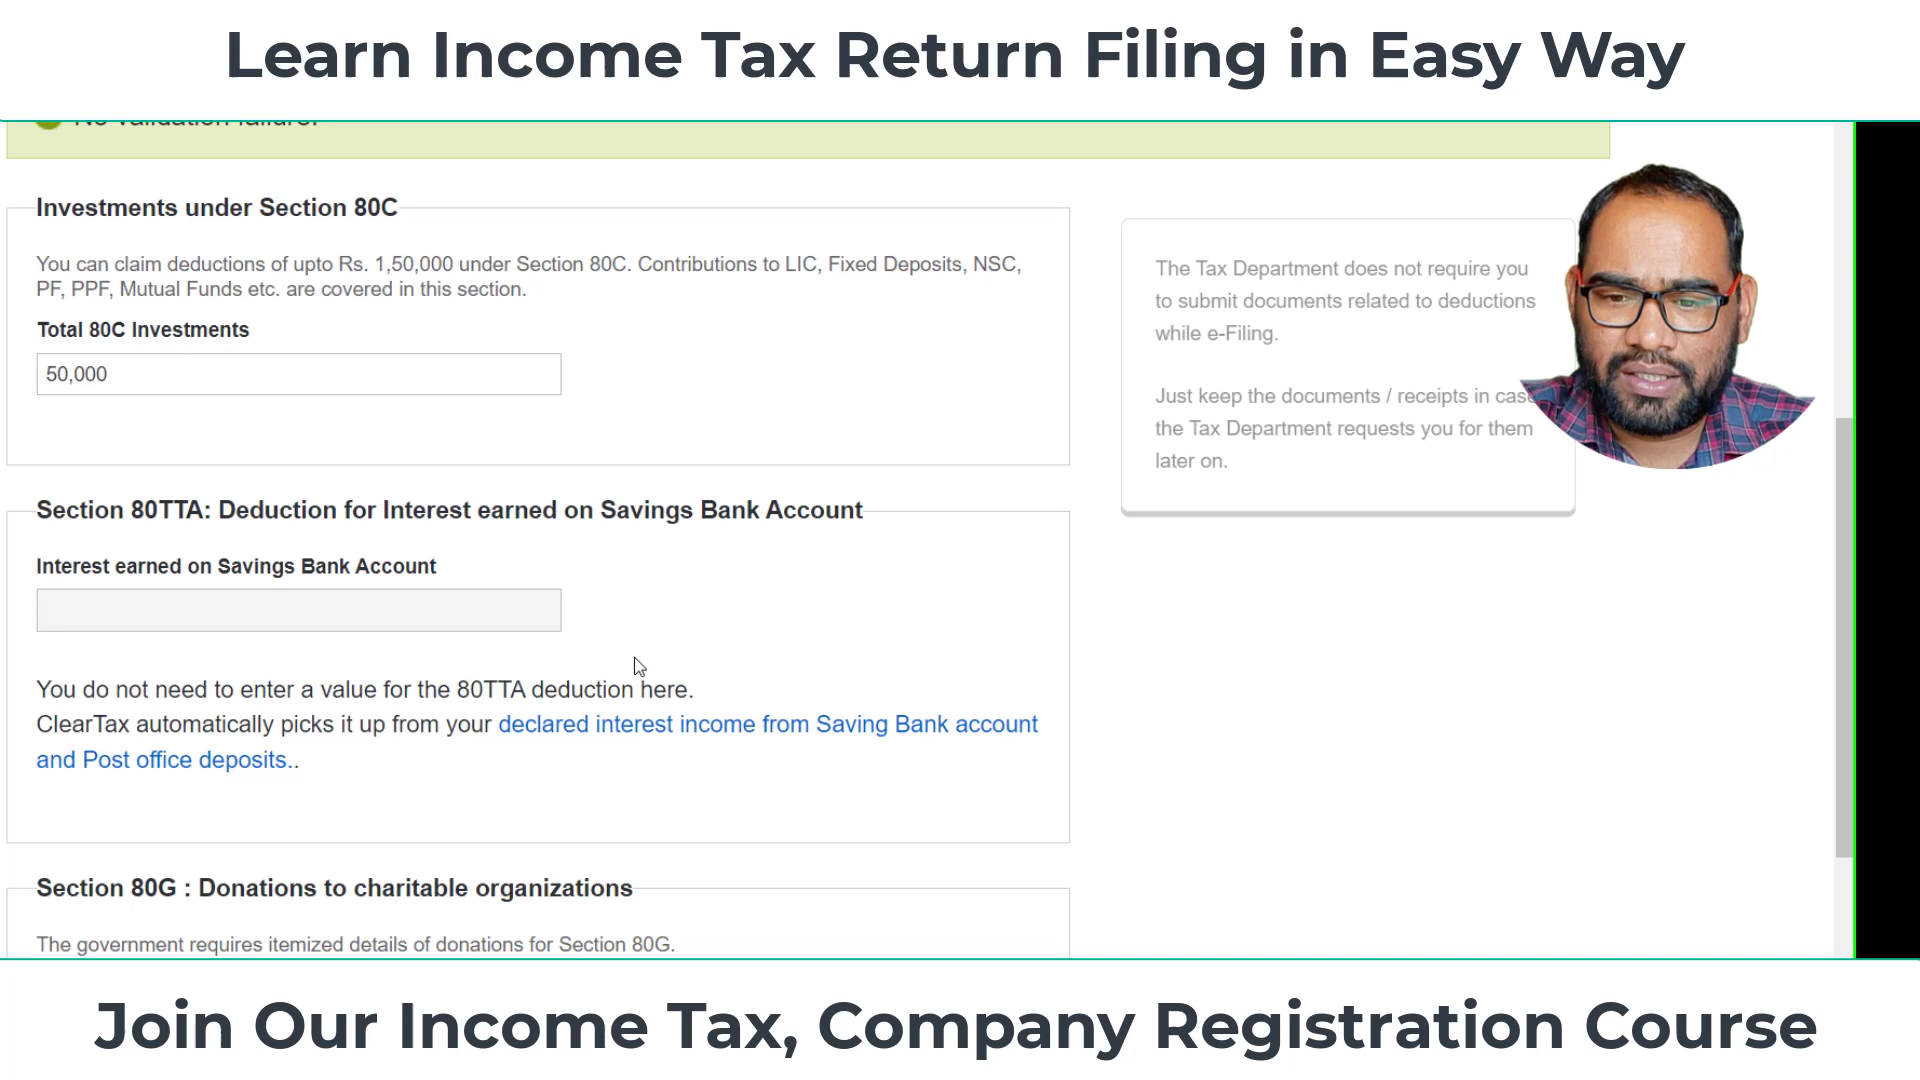 Learn Income Tax Return Filing in Easy Way
No validation failure.
Investments under Section 80C
You can claim deductions of upto Rs. 1,50,000 under Section 80C. Contributions to LIC, Fixed Deposits, NSC,
PF, PPF, Mutual Funds etc. are covered in this section.
Total 80C Investments
50,000
The Tax Department does not require you
to submit documents related to deductions
while e-Filing.
Just keep the documents / receipts in case
the Tax Department requests you for them
later on.
Section 80TTA: Deduction for Interest earned on Savings Bank Account
Interest earned on Savings Bank Account
You do not need to enter a value for the 80TTA deduction here.
ClearTax automatically picks it up from your declared interest income from Saving Bank account
and Post office deposits..
Section 80G : Donations to charitable organizations
The government requires itemized details of donations for Section 80G.
Join Our Income Tax, Company Registration Course